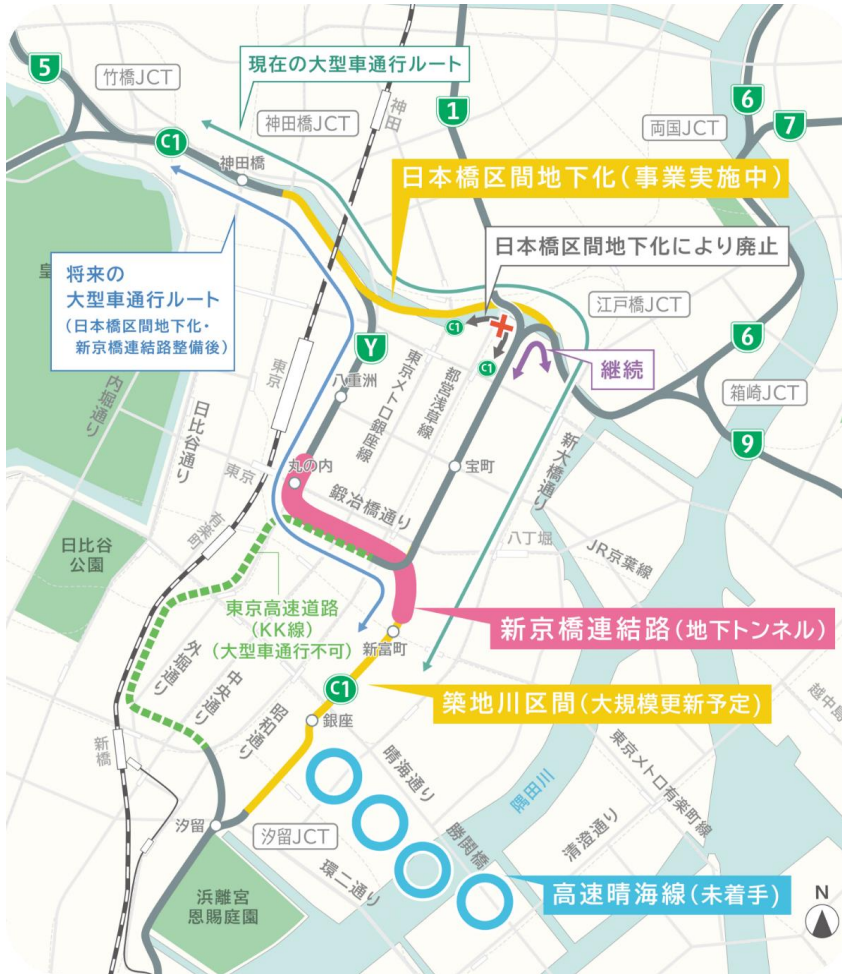 5
竹橋JCT
現在の大型車通行ルート
神田橋JCT
神田
1
6
7
両国JCT
C1
神田橋
日本橋区間地下化(事業実施中)
日本橋区間地下化により廃止
将来の
大型車通行ルート
(日本橋区間地下化・
新京橋連結路整備後)
皇
江戸橋JCT
C1
C1
継続
6
箱崎JCT
9
Y
八重洲
東京
内堀通り
日比谷通り
東京メトロ銀座線
都営浅草線
新大橋通り
東京
丸の内
宝町
鍛冶橋通り
八丁堀
JR京葉線
有楽町
日比谷
公園
東京高速道路
(KK線)
(大型車通行不可)
新京橋連結路(地下トンネル)
新富町
外堀通り
中央通り
昭和通り
C1
築地川区間(大規模更新予定)
銀座
越中島
新橋
晴海通り
隅田川
東京メトロ有楽町線
清澄通り
勝関橋
汐留
汐留JCT
環二通り
高速晴海線(未着手)
浜離宮
恩賜庭園
N